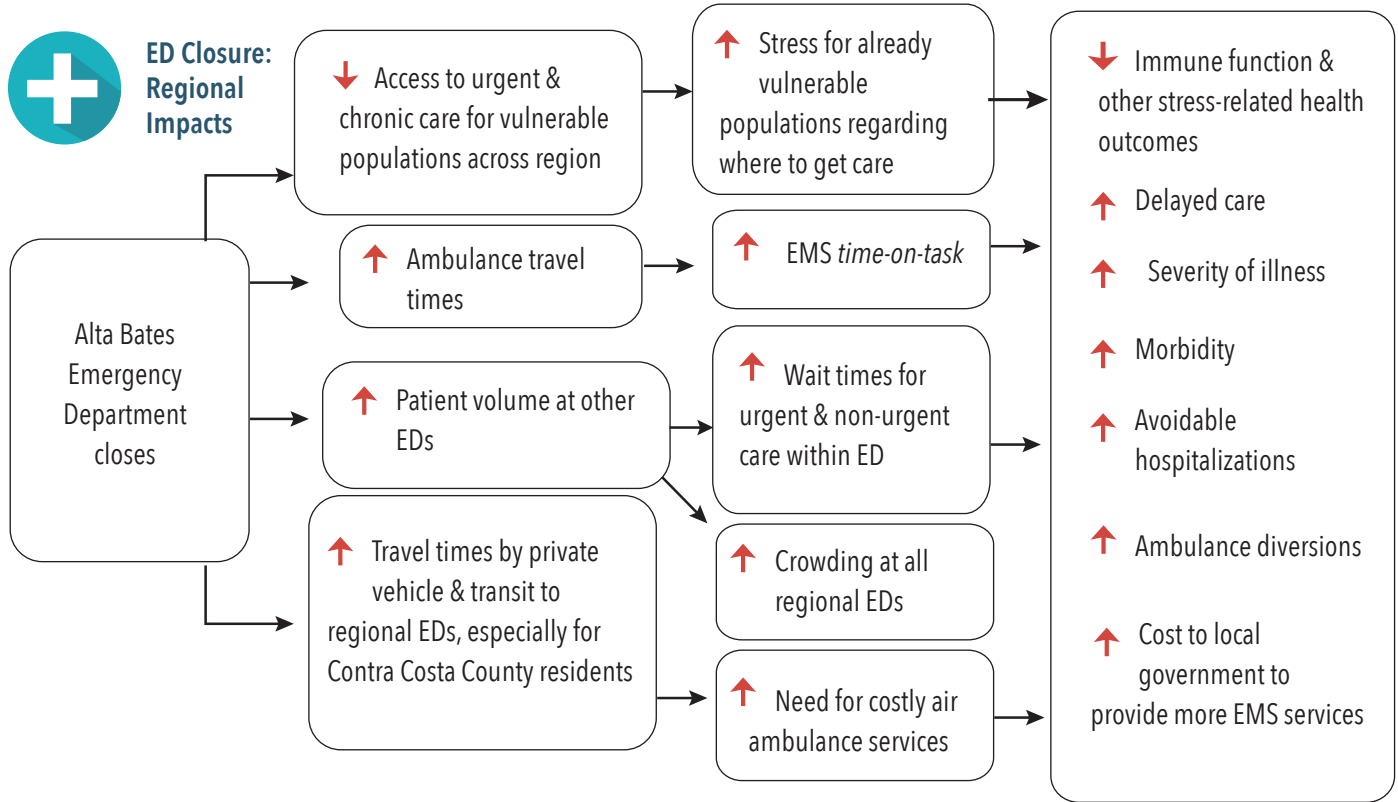 ED Closure:
Regional
Impacts
Alta Bates
Emergency
Department
closes
Access to urgent &
chronic care for vulnerable
populations across region
Ambulance travel
times
Patient volume at other
EDs
Travel times by private
vehicle & transit to
regional EDs, especially for
Contra Costa County residents
Stress for already
vulnerable
populations regarding
where to get care
EMS time-on-task
Wait times for
urgent & non-urgent
care within ED
Crowding at all
regional EDs
Need for costly air
ambulance services
Immune function &
other stress-related health
outcomes
Delayed care
Severity of illness
Morbidity
Avoidable
hospitalizations
Ambulance diversions
Cost to local
government to
provide more EMS services